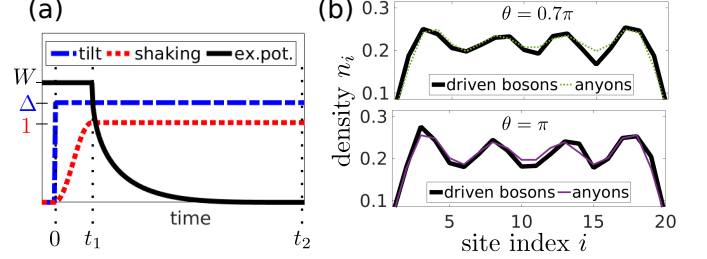 (a)
tilt shaking ex.pot.
W
Δ
1
time
0 t₁ t₂
(b)
density nᵢ
0.3
θ = 0.7π
0.2
driven bosons anyons
0.1
0.3
θ = π
0.2
driven bosons anyons
0.1
5 10 15 20
site index i